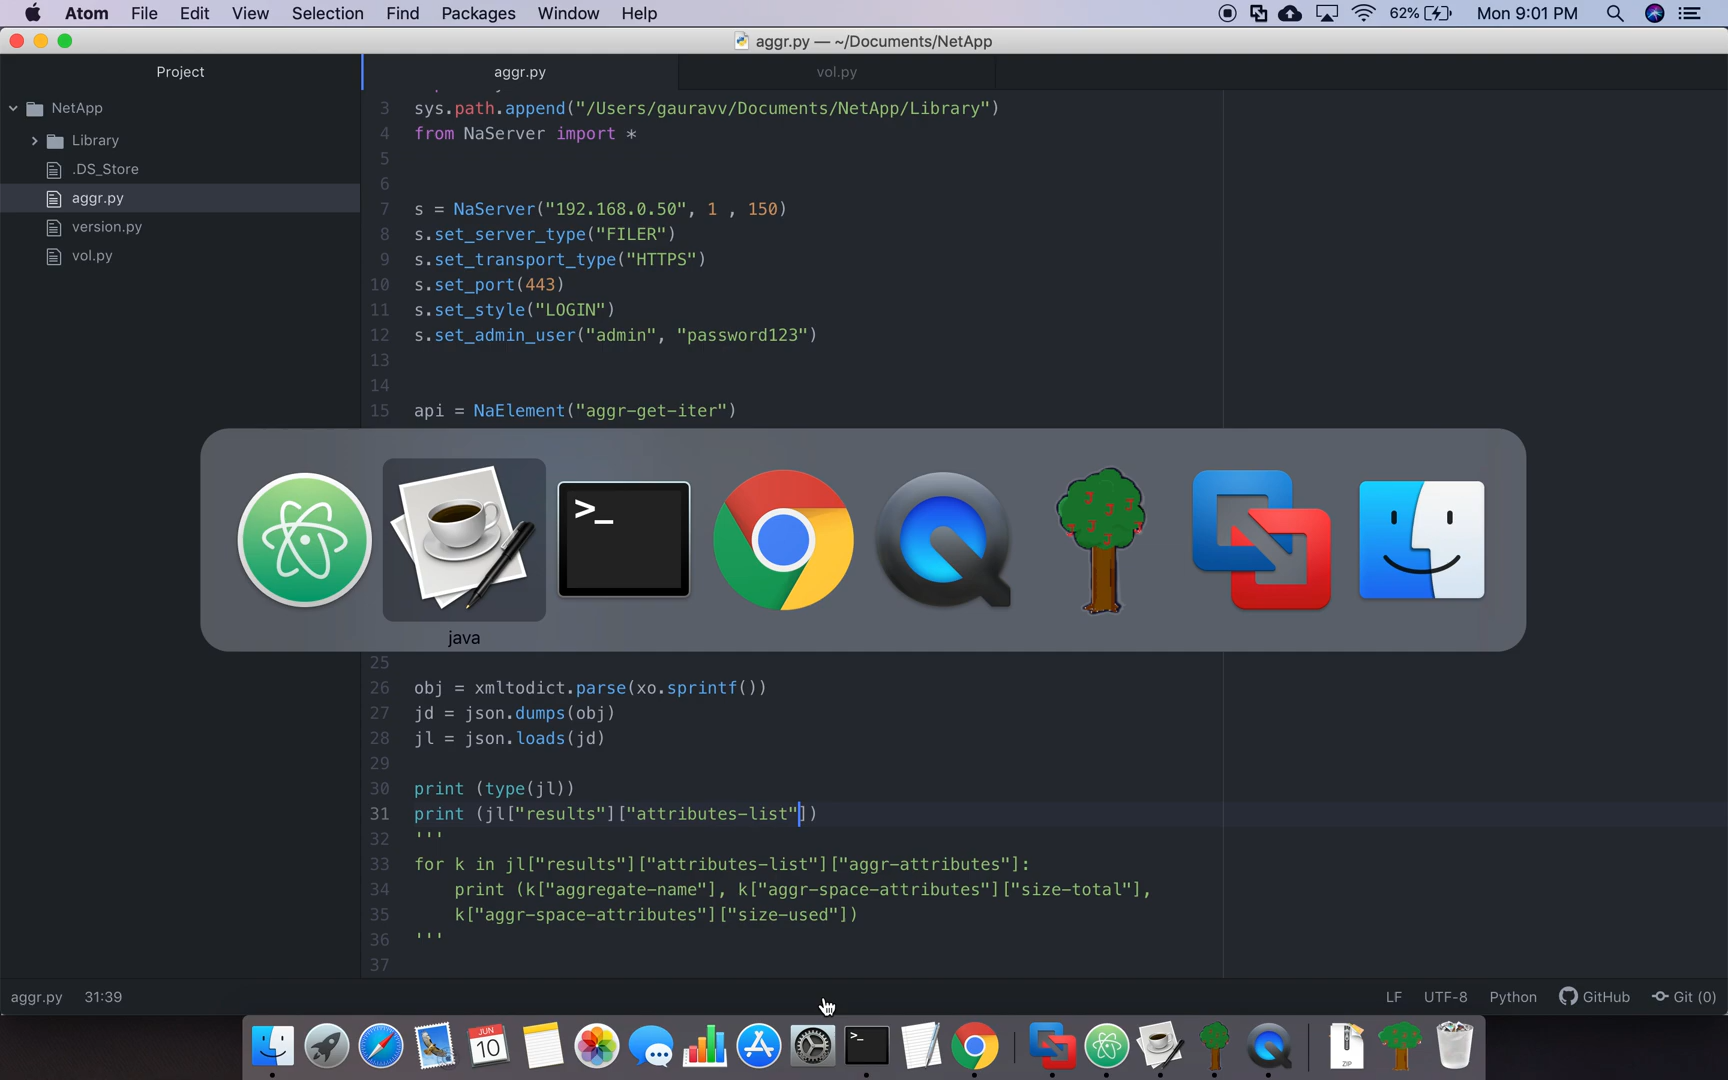 Atom File Edit View Selection Find Packages Window Help 62% Mon 9:01 PM
aggr.py — ~/Documents/NetApp
Project aggr.py vol.py
NetApp
Library
.DS_Store
aggr.py
version.py
vol.py
3 sys.path.append("/Users/gauravv/Documents/NetApp/Library")
4 from NaServer import *
5
6
7 s = NaServer("192.168.0.50", 1 , 150)
8 s.set_server_type("FILER")
9 s.set_transport_type("HTTPS")
10 s.set_port(443)
11 s.set_style("LOGIN")
12 s.set_admin_user("admin", "password123")
13
14
15 api = NaElement("aggr-get-iter")
>_
java
25
26 obj = xmltodict.parse(xo.sprintf())
27 jd = json.dumps(obj)
28 jl = json.loads(jd)
29
30 print (type(jl))
31 print (jl["results"]["attributes-list"])
32 '''
33 for k in jl["results"]["attributes-list"]["aggr-attributes"]:
34 print (k["aggregate-name"], k["aggr-space-attributes"]["size-total"],
35 k["aggr-space-attributes"]["size-used"])
36 '''
37
aggr.py 31:39 LF UTF-8 Python GitHub Git (0)
JUN
10
>_
ZIP